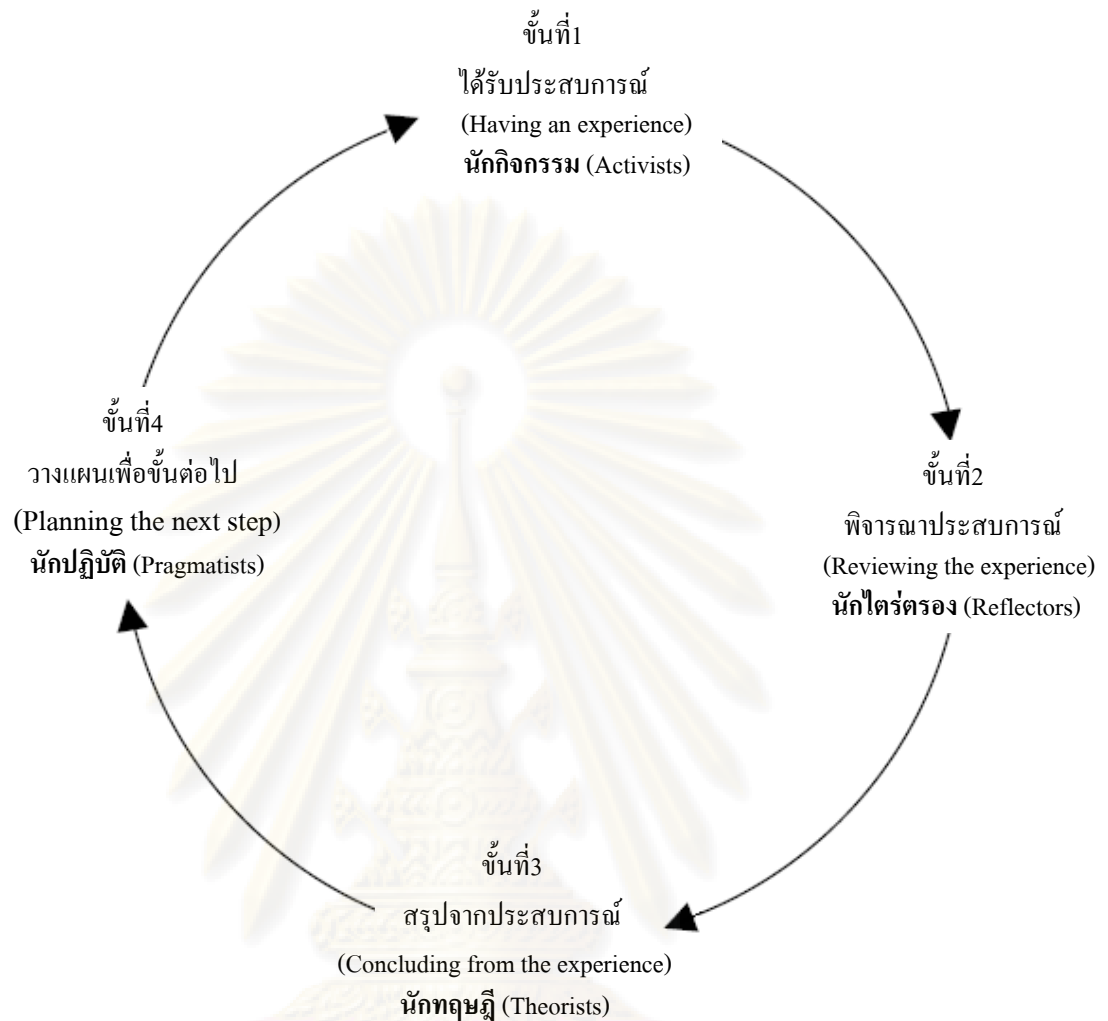 ขั้นที่1
ได้รับประสบการณ์
(Having an experience)
นักกิจกรรม (Activists)
ขั้นที่2
พิจารณาประสบการณ์
(Reviewing the experience)
นักไตร่ตรอง (Reflectors)
ขั้นที่3
สรุปจากประสบการณ์
(Concluding from the experience)
นักทฤษฎี (Theorists)
ขั้นที่4
วางแผนเพื่อขั้นต่อไป
(Planning the next step)
นักปฏิบัติ (Pragmatists)